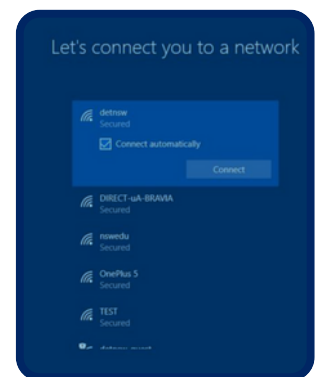 Let's connect you to a network
detnsw
Secured
Connect automatically
Connect
DIRECT-uA-BRAVIA
Secured
nswedu
Secured
OnePlus 5
Secured
TEST
Secured